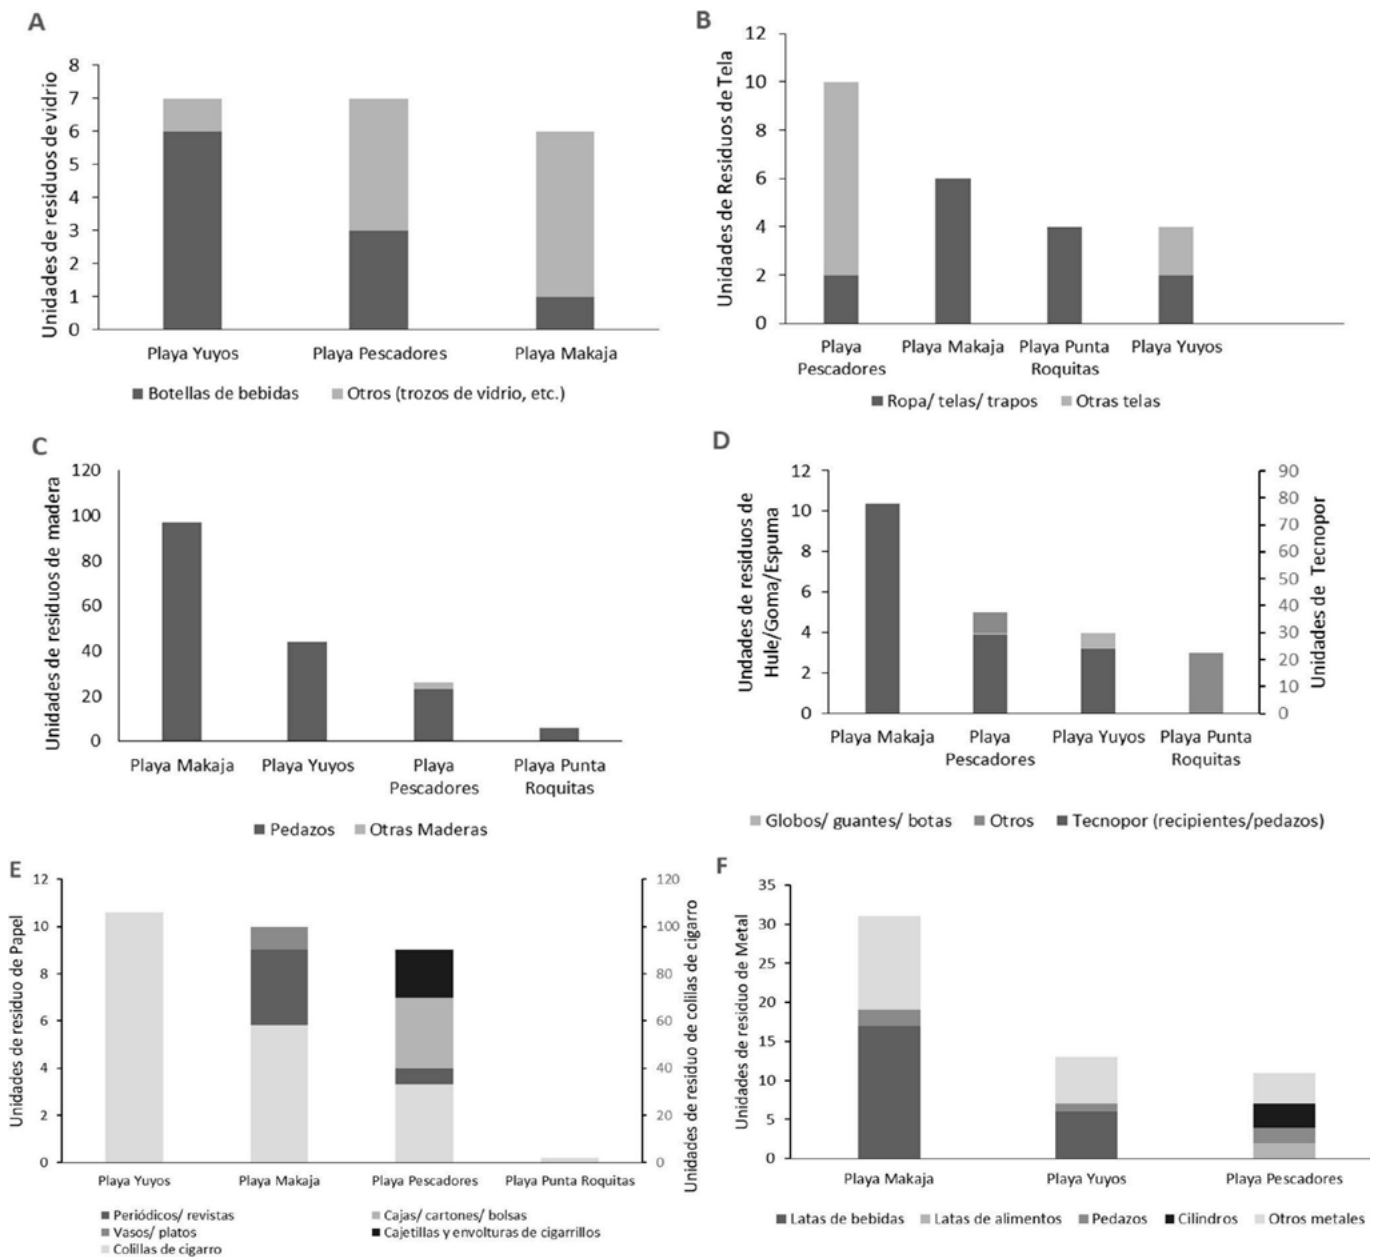 A
Unidades de residuos de vidrio
8
7
6
5
4
3
2
1
0
Playa Yuyos
Playa Pescadores
Playa Makaja
Botellas de bebidas
Otros (trozos de vidrio, etc.)
B
Unidades de Residuos de Tela
12
10
8
6
4
2
0
Playa
Pescadores
Playa Makaja
Playa Punta
Roquitas
Playa Yuyos
Ropa/ telas/ trapos
Otras telas
C
Unidades de residuos de madera
120
100
80
60
40
20
0
Playa Makaja
Playa Yuyos
Playa
Pescadores
Playa Punta
Roquitas
Pedazos
Otras Maderas
D
Undades de residuos de
Hule/Goma/Espuma
12
10
8
6
4
2
0
90
80
70
60
50
40
30
20
10
0
Unidades de Tecnopor
Playa Makaja
Playa
Pescadores
Playa Yuyos
Playa Punta
Roquitas
Globos/ guantes/ botas
Otros
Tecnopor (recipientes/pedazos)
E
Unidades de residuo de Papel
12
10
8
6
4
2
0
120
100
80
60
40
20
0
Unidades de residuo de colilas de cigarro
Playa Yuyos
Playa Makaja
Playa Pescadores
Playa Punta Roquitas
Periódicos/ revistas
Cajas/ cartones/ bolsas
Vasos/ platos
Cajetillas y envolturas de cigarrillos
Colillas de cigarro
F
Unidades de residuo de Metal
35
30
25
20
15
10
5
0
Playa Makaja
Playa Yuyos
Playa Pescadores
Latas de bebidas
Latas de alimentos
Pedazos
Cilindros
Otros metales